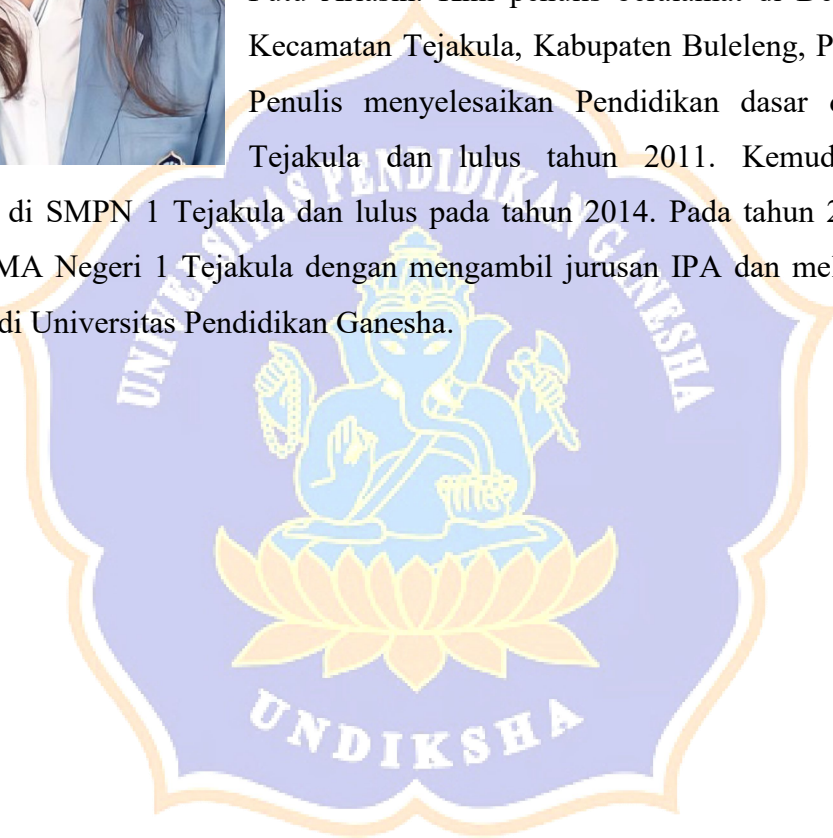 Kecamatan Tejakula, Kabupaten Buleleng, P
Penulis menyelesaikan Pendidikan dasar
Tejakula dan lulus tahun 2011. Kemud
di SMPN 1 Tejakula dan lulus pada tahun 2014. Pada tahun 2
MA Negeri 1 Tejakula dengan mengambil jurusan IPA dan mel
di Universitas Pendidikan Ganesha.
UNIVERSITAS PENDIDIKAN GANESHA
UNDIKSHA